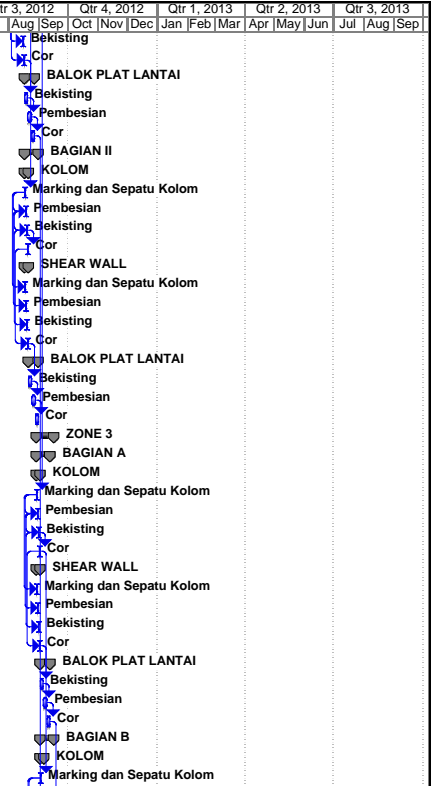 tr 3, 2012 Qtr 4, 2012 Qtr 1, 2013 Qtr 2, 2013 Qtr 3, 2013
Aug Sep Oct Nov Dec Jan Feb Mar Apr May Jun Jul Aug Sep
Bekisting
Cor
BALOK PLAT LANTAI
Bekisting
Pembesian
Cor
BAGIAN II
KOLOM
Marking dan Sepatu Kolom
Pembesian
Bekisting
Cor
SHEAR WALL
Marking dan Sepatu Kolom
Pembesian
Bekisting
Cor
BALOK PLAT LANTAI
Bekisting
Pembesian
Cor
ZONE 3
BAGIAN A
KOLOM
Marking dan Sepatu Kolom
Pembesian
Bekisting
Cor
SHEAR WALL
Marking dan Sepatu Kolom
Pembesian
Bekisting
Cor
BALOK PLAT LANTAI
Bekisting
Pembesian
Cor
BAGIAN B
KOLOM
Marking dan Sepatu Kolom